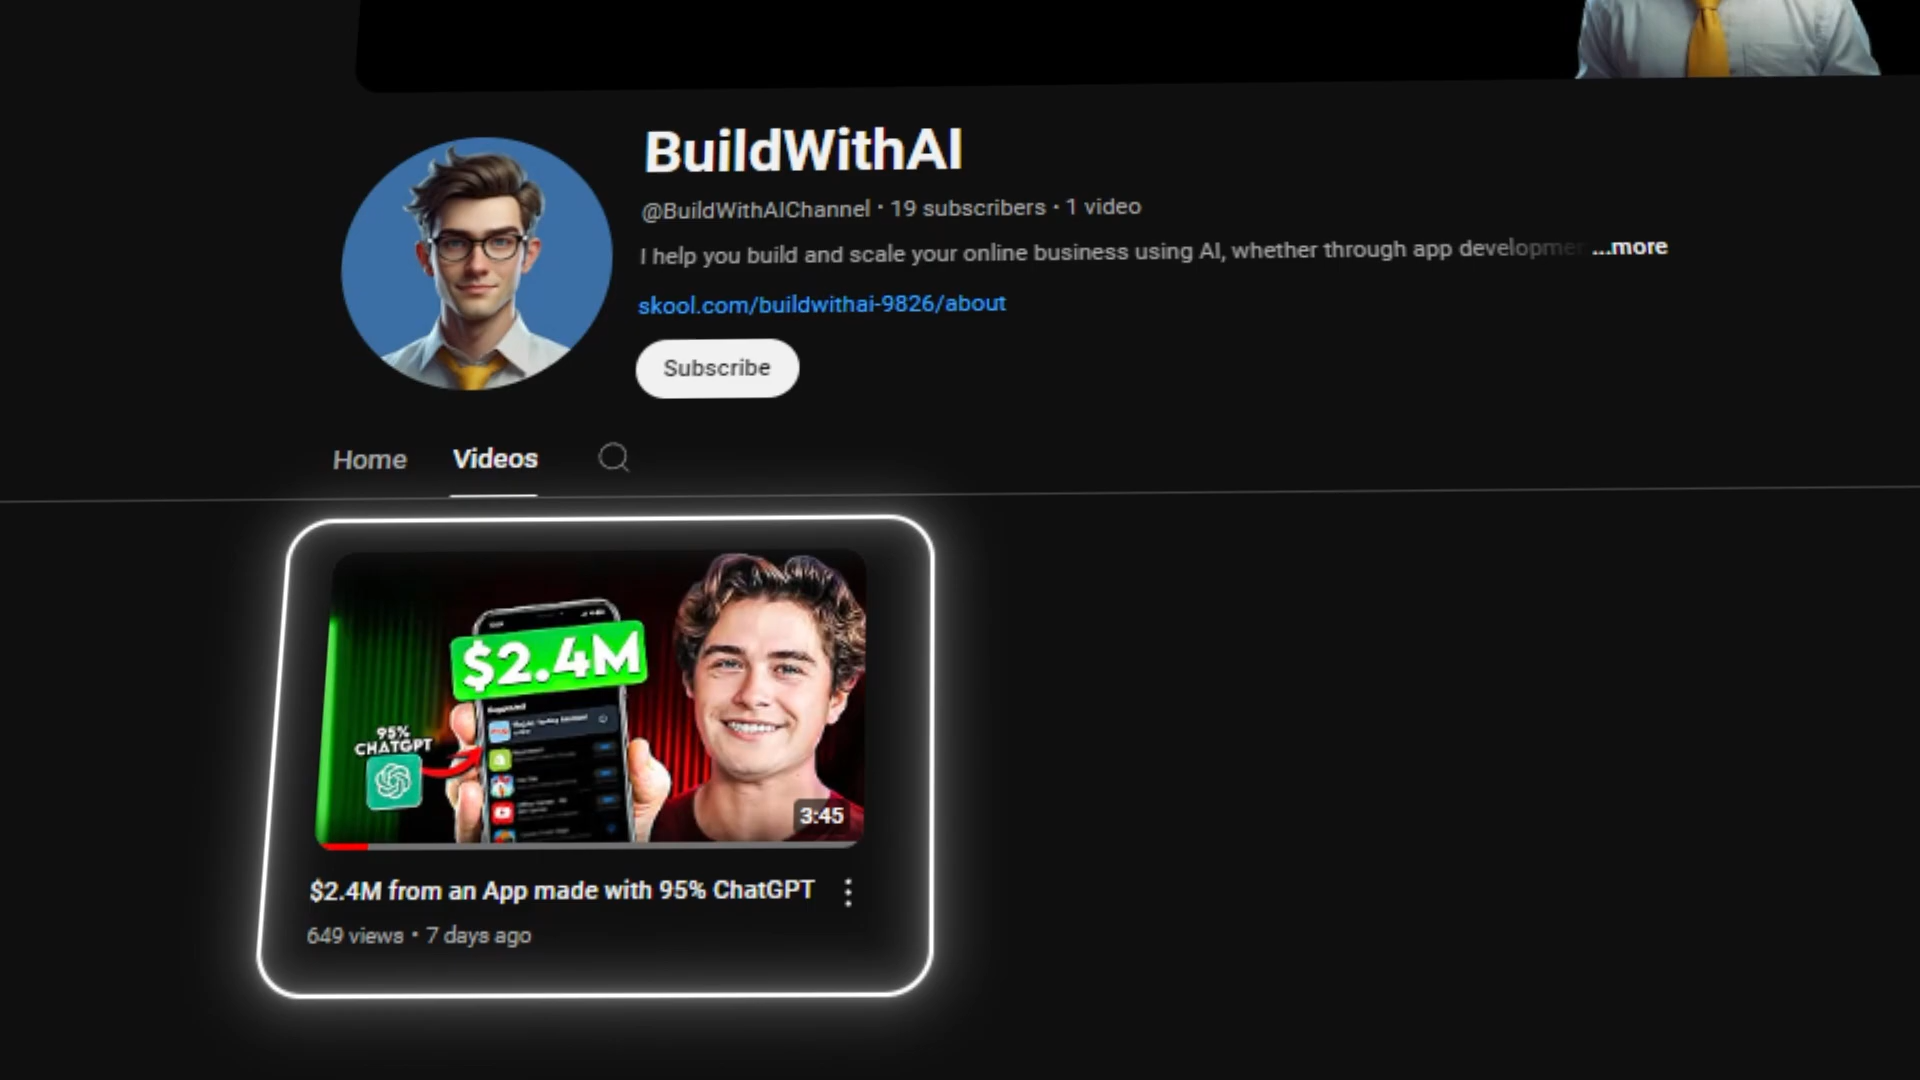 BuildWithAI
@BuildWithAIChannel • 19 subscribers • 1 video
I help you build and scale your online business using AI, whether through app developmen ...more
skool.com/buildwithai-9826/about
Subscribe
Home Videos
$2.4M
Suggested
95%
CHATGPT
3:45
$2.4M from an App made with 95% ChatGPT
649 views • 7 days ago